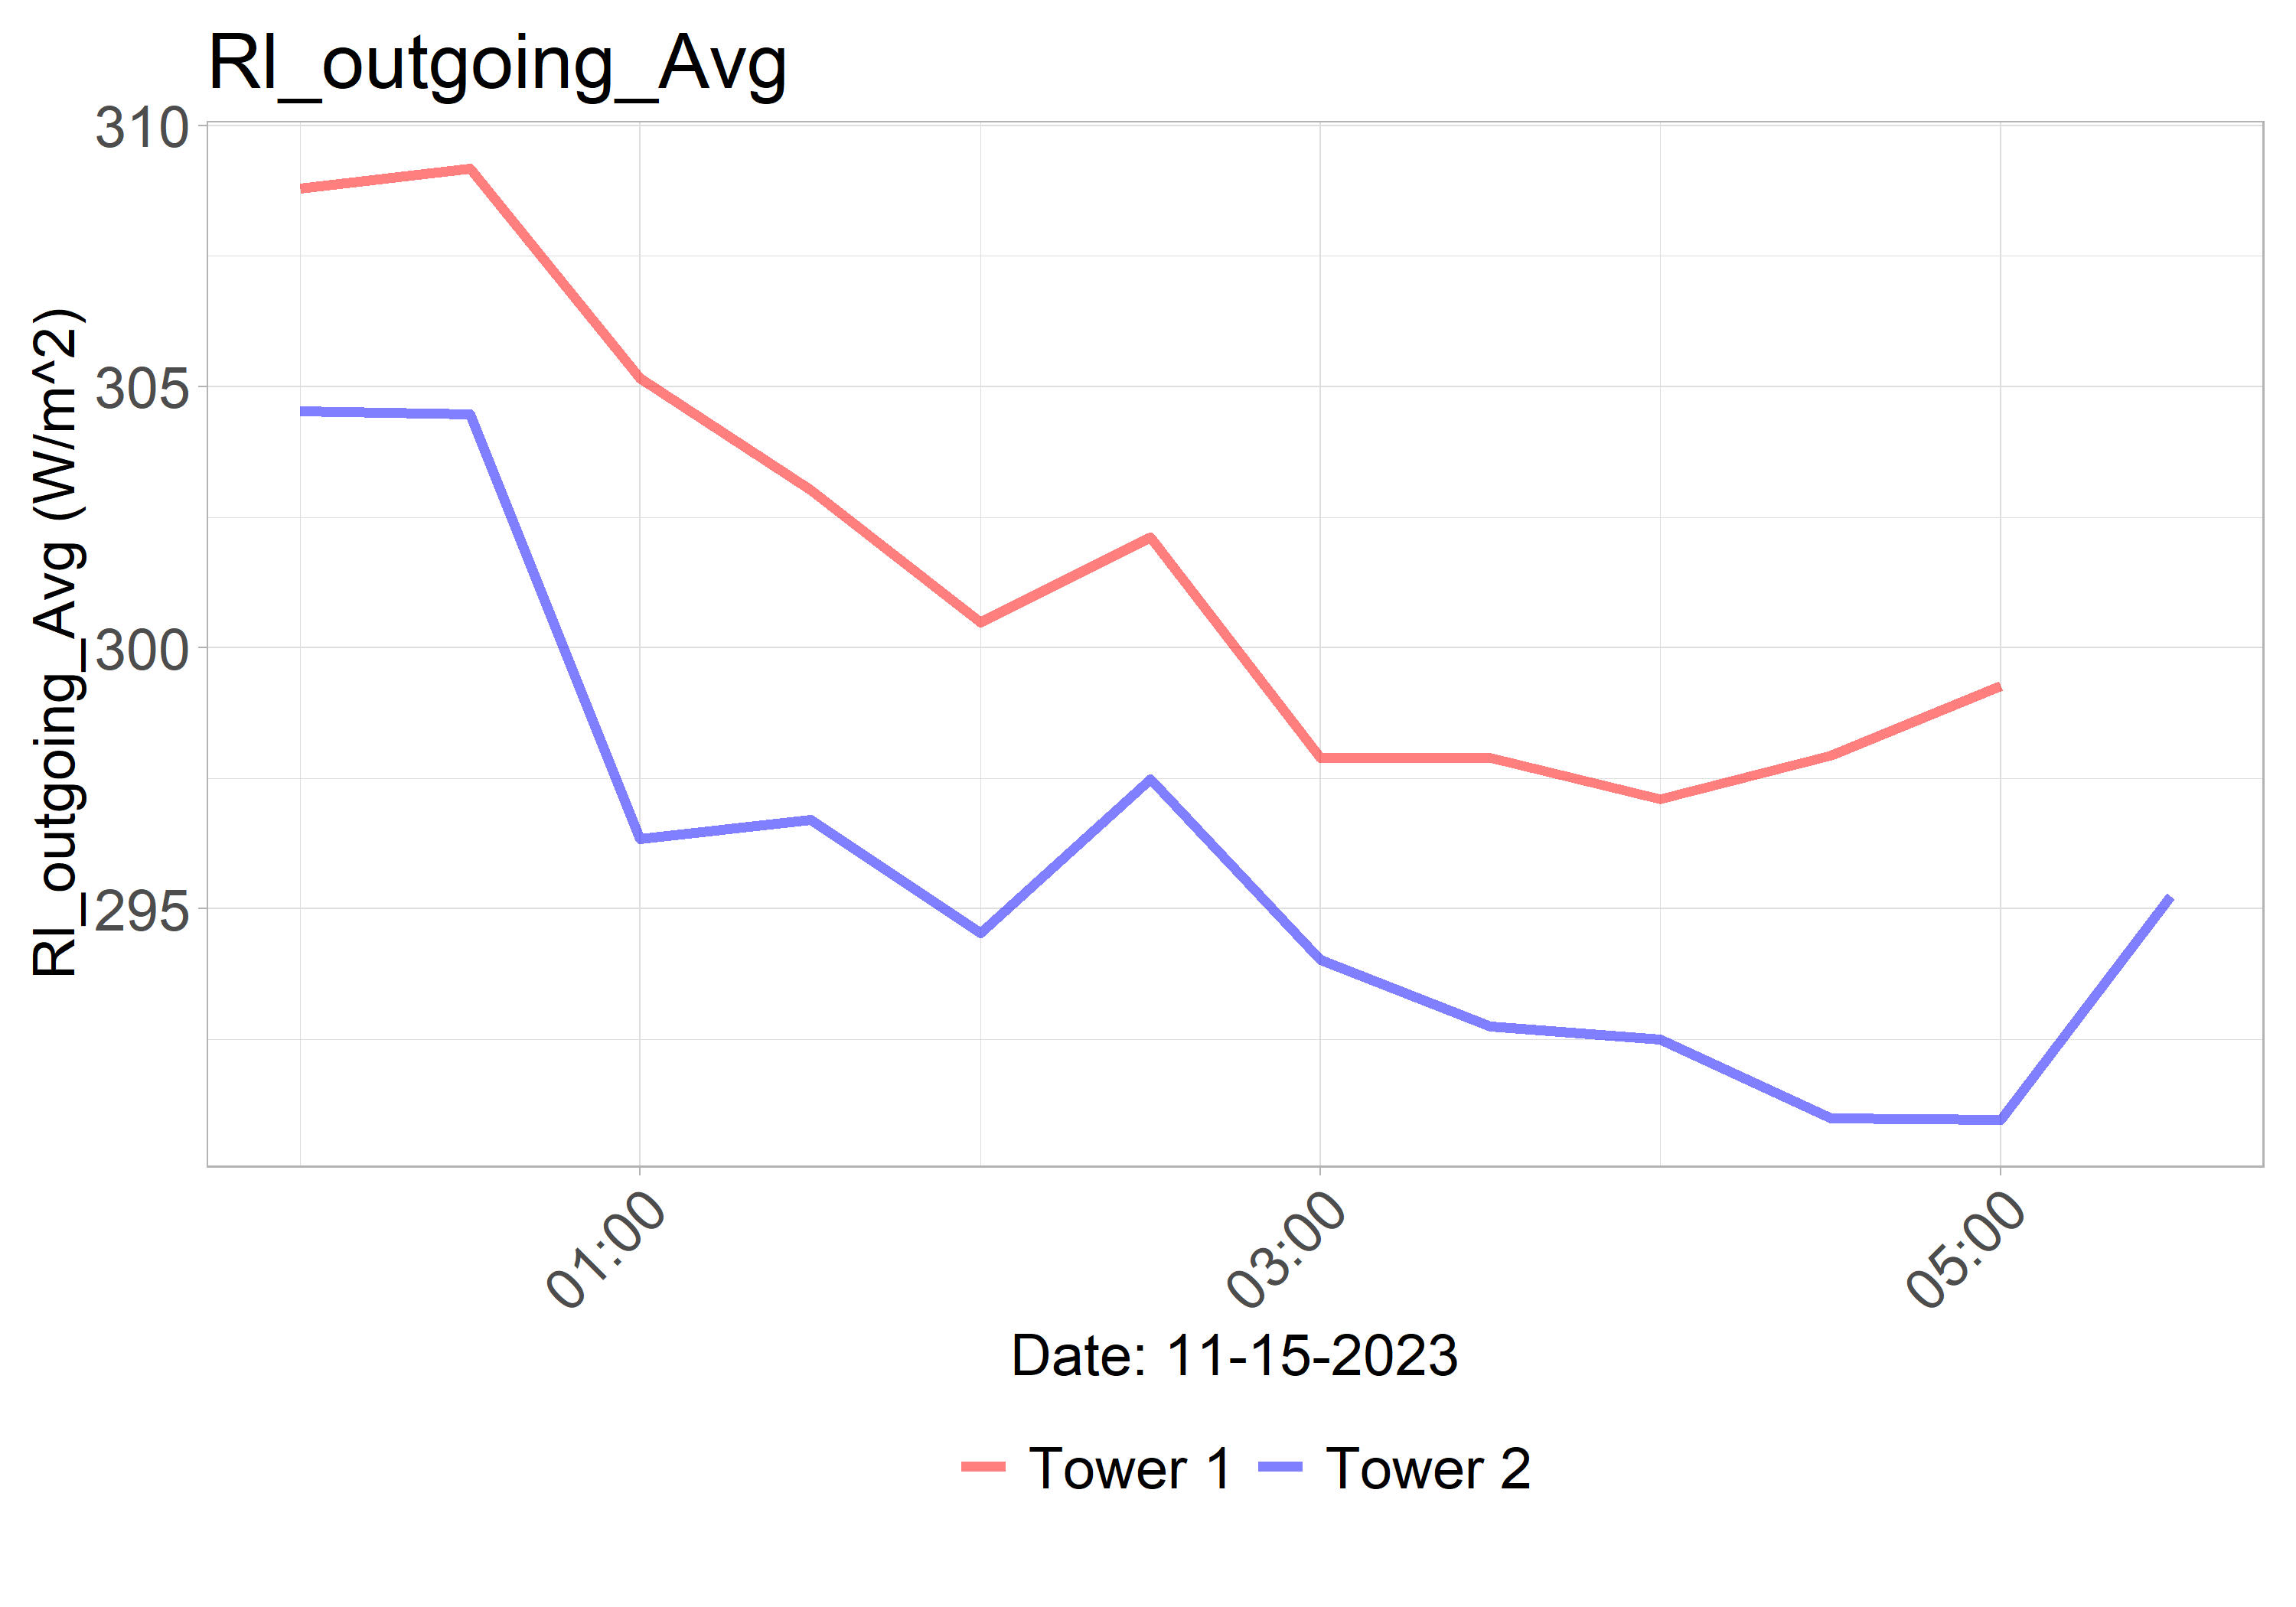 Rl_outgoing_Avg
Rl_outgoing_Avg (W/m^2)
310
305
300
295
01:00
03:00
05:00
Date: 11-15-2023
Tower 1
Tower 2